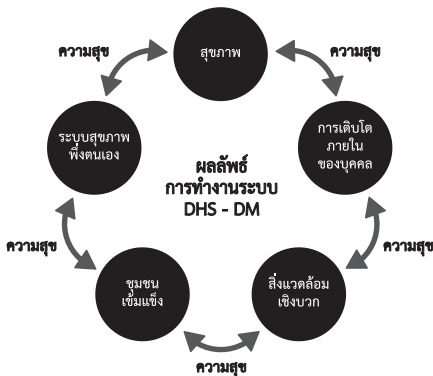 สุขภาพ
ความสุข
ความสุข
ระบบสุขภาพ
พึ่งตนเอง
การเติบโต
ภายใน
ของบุคคล
ผลลัพธ์
การทำงานระบบ
DHS - DM
ความสุข
ความสุข
ชุมชน
เข้มแข็ง
สิ่งแวดล้อม
เชิงบวก
ความสุข